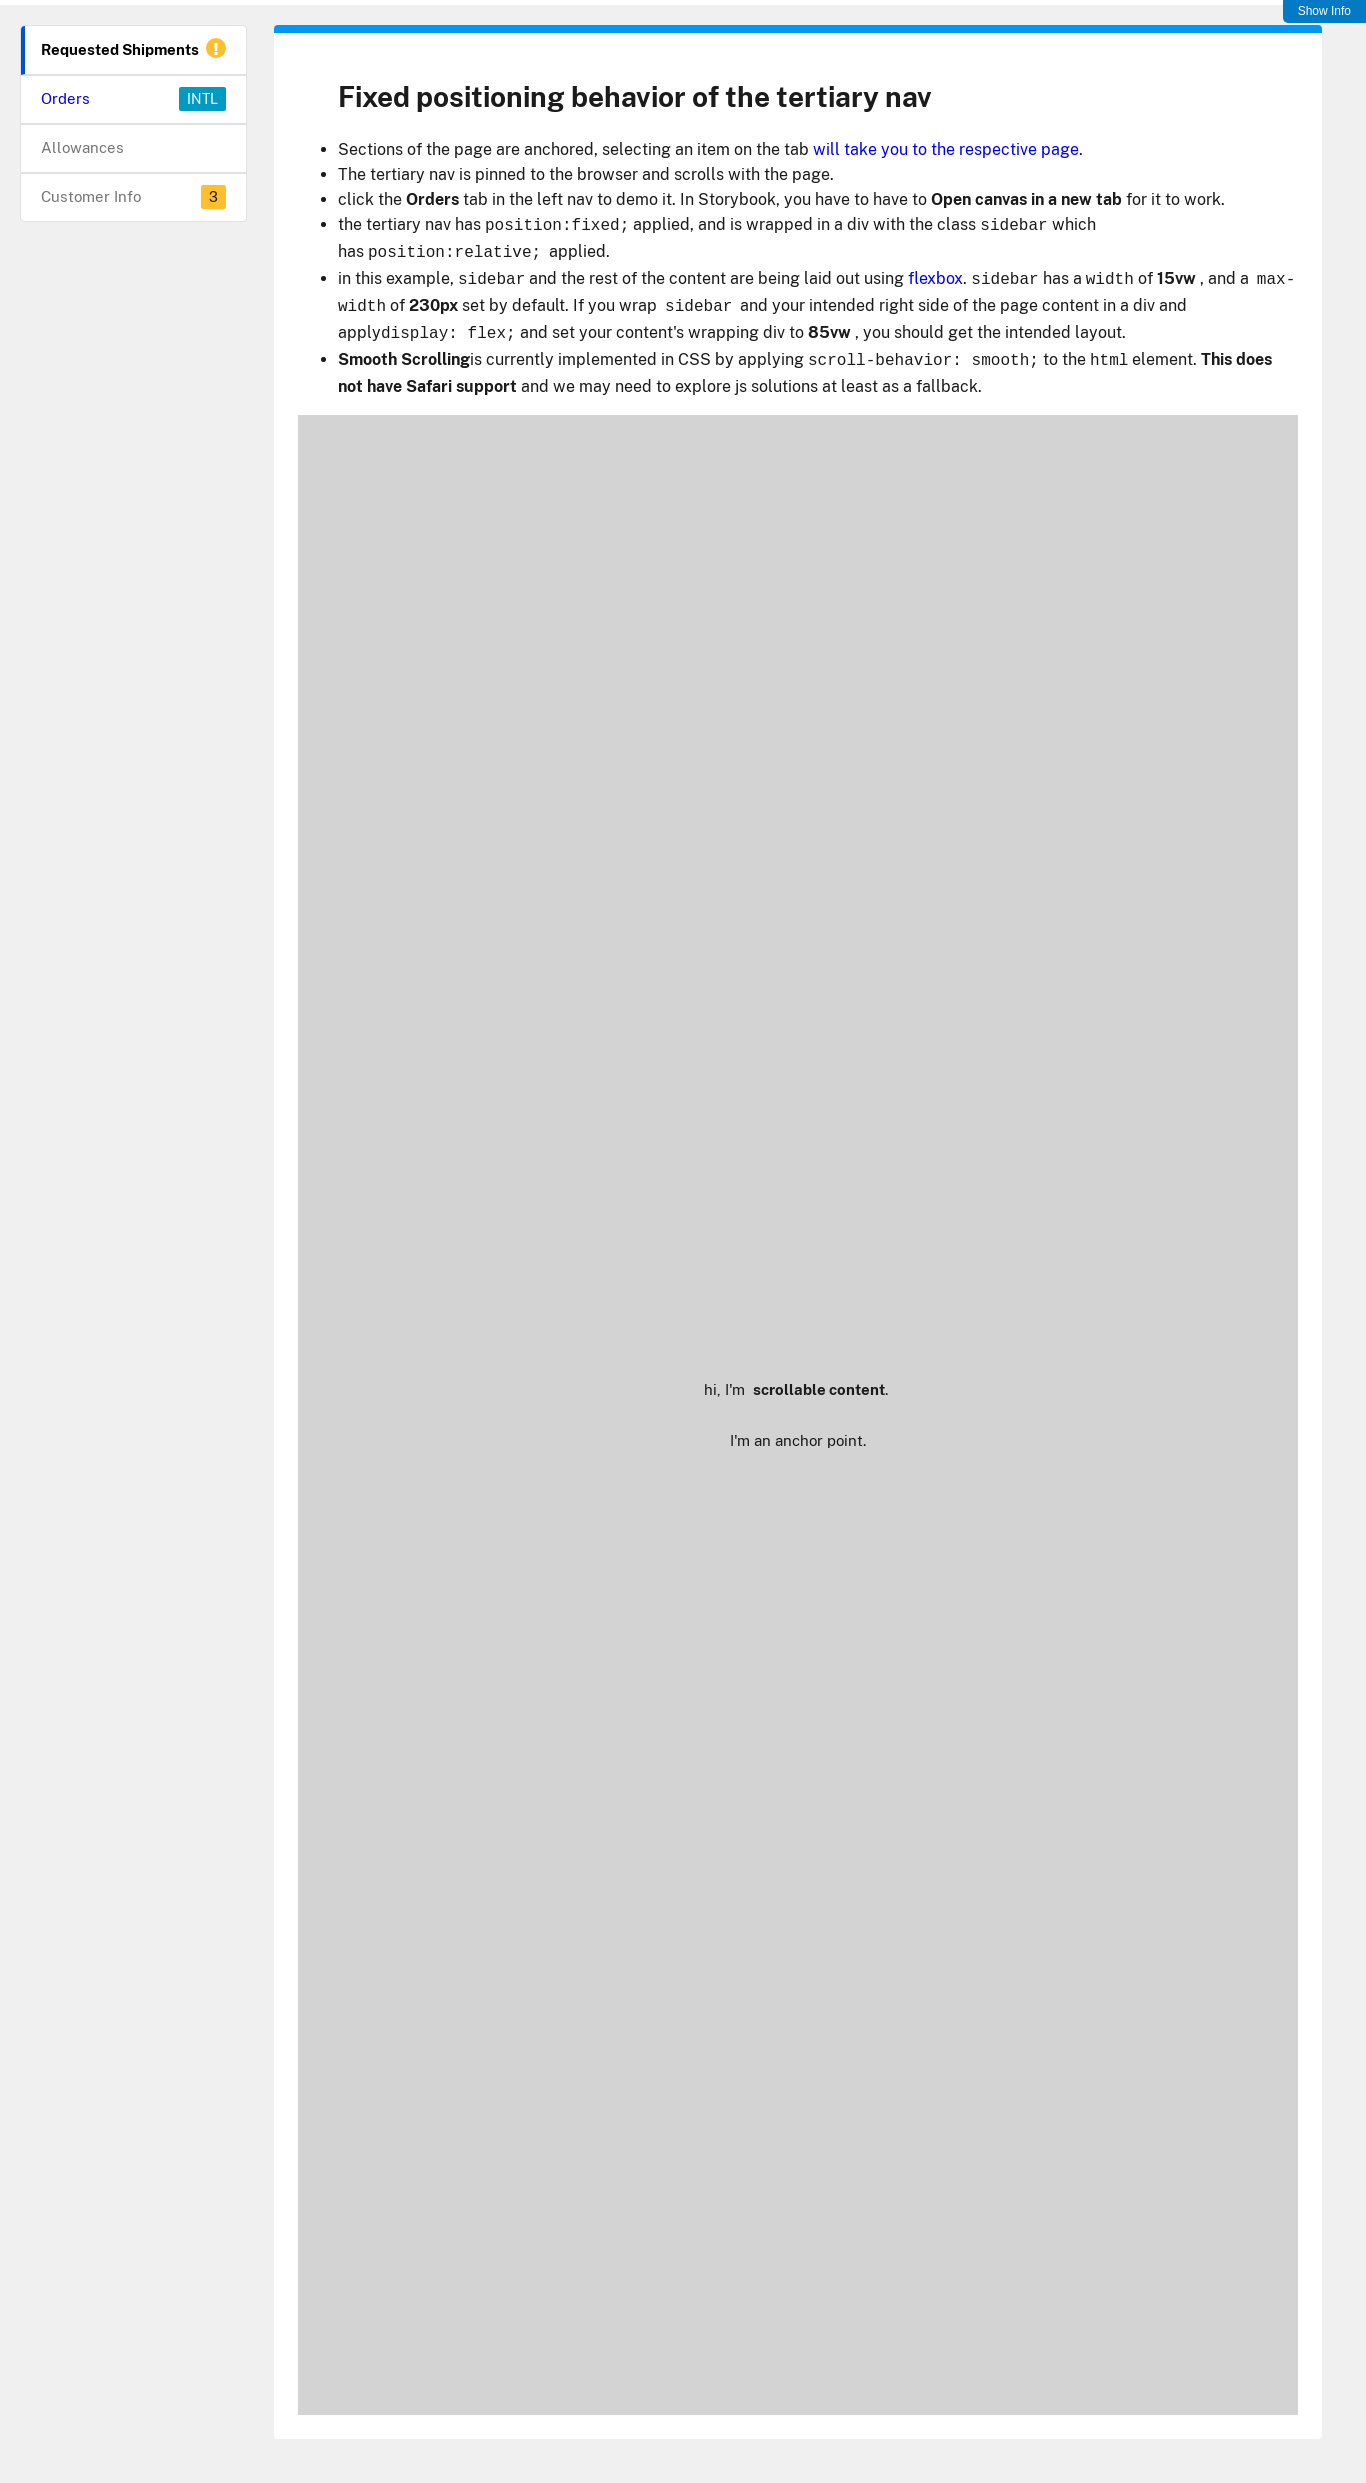 Show Info
Requested Shipments
Orders INTL
Allowances
Customer Info 3
Fixed positioning behavior of the tertiary nav
Sections of the page are anchored, selecting an item on the tab will take you to the respective page.
The tertiary nav is pinned to the browser and scrolls with the page.
click the Orders tab in the left nav to demo it. In Storybook, you have to have to Open canvas in a new tab for it to work.
the tertiary nav has position:fixed; applied, and is wrapped in a div with the class sidebar which
has position:relative; applied.
in this example, sidebar and the rest of the content are being laid out using flexbox. sidebar has a width of 15vw , and a max-
width of 230px set by default. If you wrap sidebar and your intended right side of the page content in a div and
applydisplay: flex; and set your content's wrapping div to 85vw , you should get the intended layout.
Smooth Scrollingis currently implemented in CSS by applying scroll-behavior: smooth; to the html element. This does
not have Safari support and we may need to explore js solutions at least as a fallback.
hi, I'm scrollable content.
I'm an anchor point.